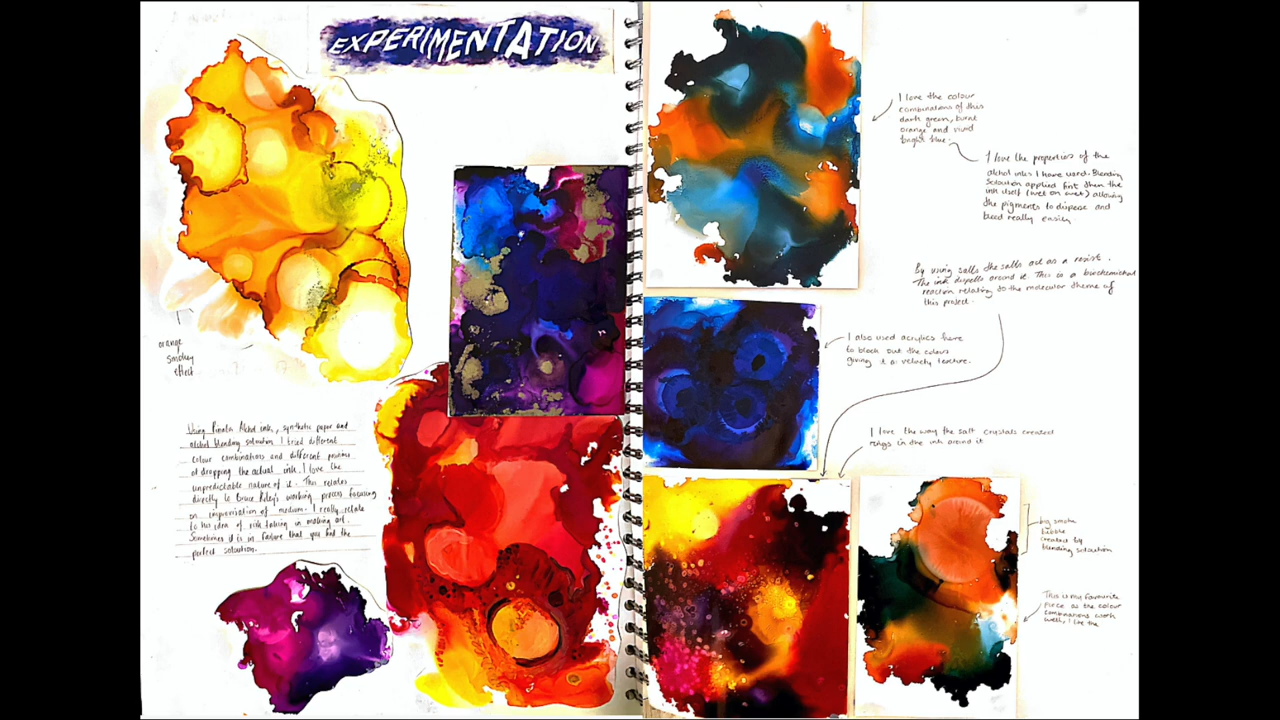 EXPERIMENTATION
orange
smokey
effect
Using Pinata Alchol ink, synthetic paper and
alchol blending soloution I tried different
colour combinations and different
of dropping the actual ink. I love the
unpredictable nature of it. This relates
directly to Bruce Riley's working process focusing
on improvisation of medium. I really relate
to his idea of risk taking in making art.
Sometimes it is in failure that you find the
perfect soloution.
I love the colour
combinations of this
dark green, burnt
orange and vivid
bright blue.
I love the properties of the
alchol inks I have used. Blending
Soloution applied first then the
ink itself (wet on wet) allowing
the pigments to disperse and
bleed really easily
By using salts the salts act as a resist.
The ink dispells around it. This is a biochemical
reaction relating to the molecular theme of
this project.
I also used acrylics here
to block out the colours
giving it a velvety texture.
I love the way the salt crystals created
rings in the ink around it
big smoke
bubble
created by
blending soloution
This is my favourite
piece as the colour
combinations work
well, I like the